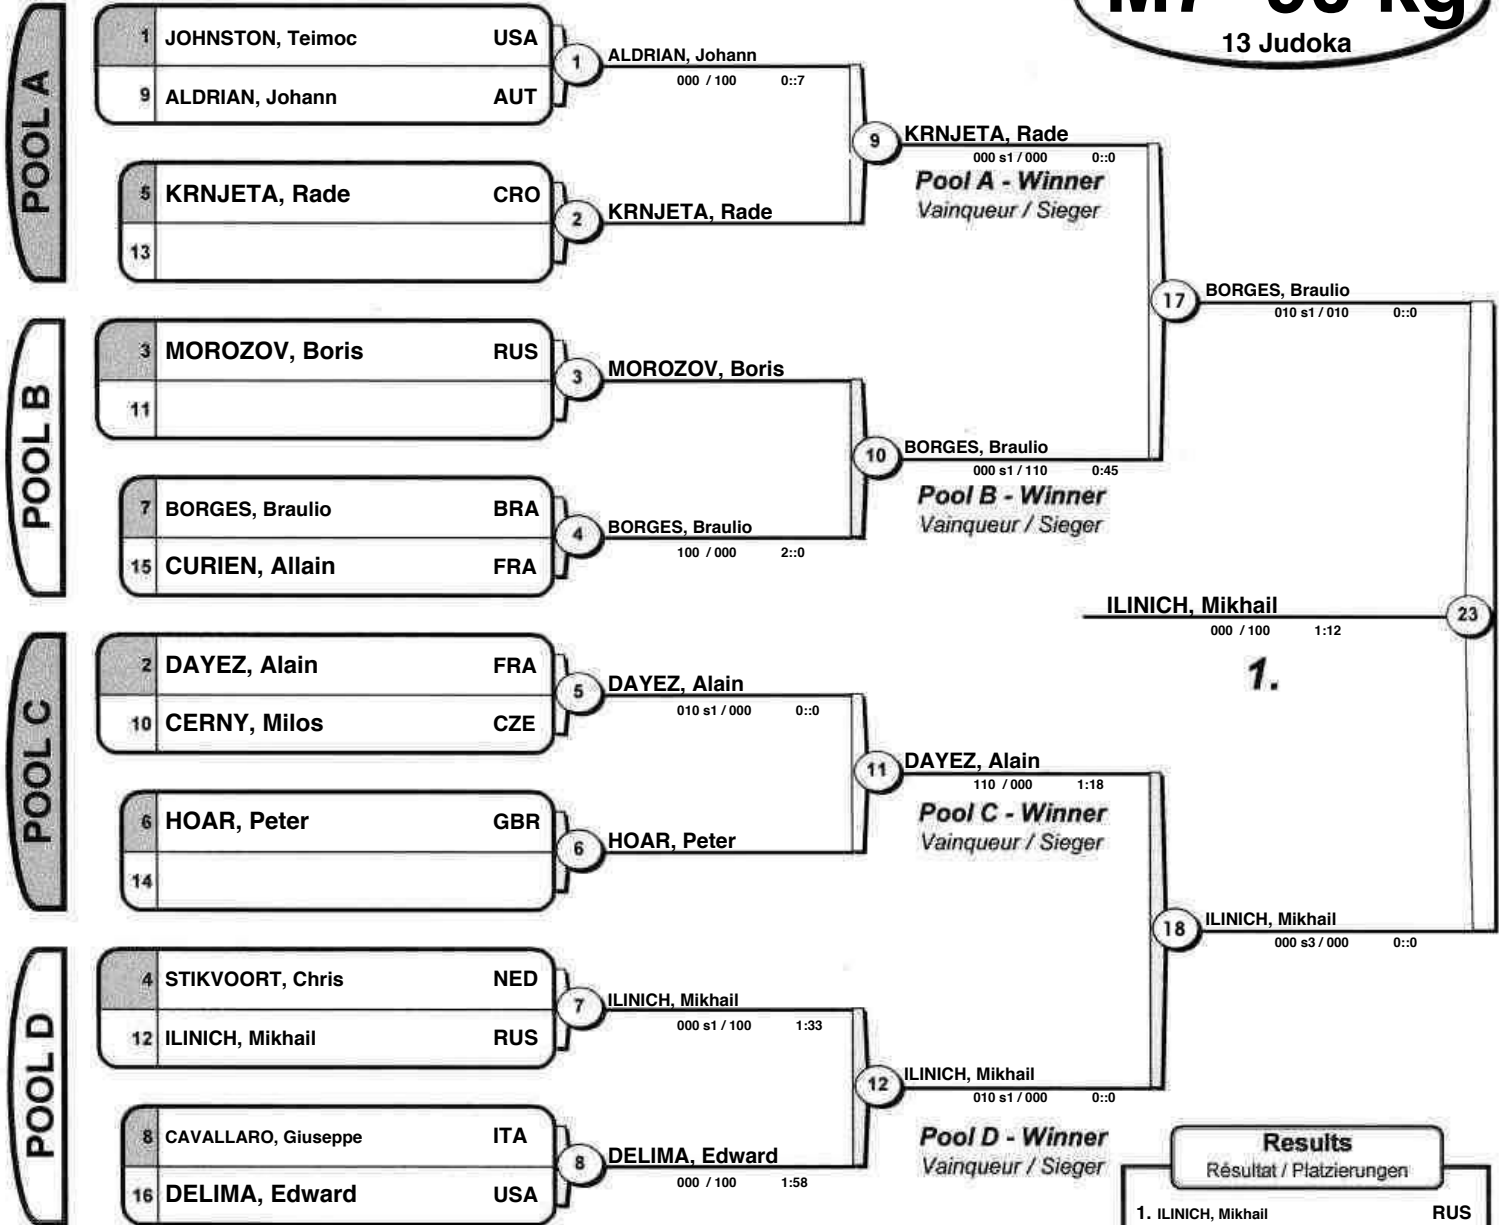 M7 -90 kg
13 Judoka
POOL A
1 JOHNSTON, Teimoc USA
9 ALDRIAN, Johann AUT
1
ALDRIAN, Johann
000 / 100 0::7
5 KRNJETA, Rade CRO
13
2
KRNJETA, Rade
9
KRNJETA, Rade
000 s1 / 000 0::0
Pool A - Winner
Vainqueur / Sieger
POOL B
3 MOROZOV, Boris RUS
11
3
MOROZOV, Boris
7 BORGES, Braulio BRA
15 CURIEN, Allain FRA
4
BORGES, Braulio
100 / 000 2::0
10
BORGES, Braulio
000 s1 / 110 0:45
Pool B - Winner
Vainqueur / Sieger
17
BORGES, Braulio
010 s1 / 010 0::0
ILINICH, Mikhail
000 / 100 1:12
23
1.
POOL C
2 DAYEZ, Alain FRA
10 CERNY, Milos CZE
5
DAYEZ, Alain
010 s1 / 000 0::0
6 HOAR, Peter GBR
14
6
HOAR, Peter
11
DAYEZ, Alain
110 / 000 1:18
Pool C - Winner
Vainqueur / Sieger
18
ILINICH, Mikhail
000 s3 / 000 0::0
POOL D
4 STIKVOORT, Chris NED
12 ILINICH, Mikhail RUS
7
ILINICH, Mikhail
000 s1 / 100 1:33
8 CAVALLARO, Giuseppe ITA
16 DELIMA, Edward USA
8
DELIMA, Edward
000 / 100 1:58
12
ILINICH, Mikhail
010 s1 / 000 0::0
Pool D - Winner
Vainqueur / Sieger
Results
Résultat / Platzierungen
1. ILINICH, Mikhail RUS